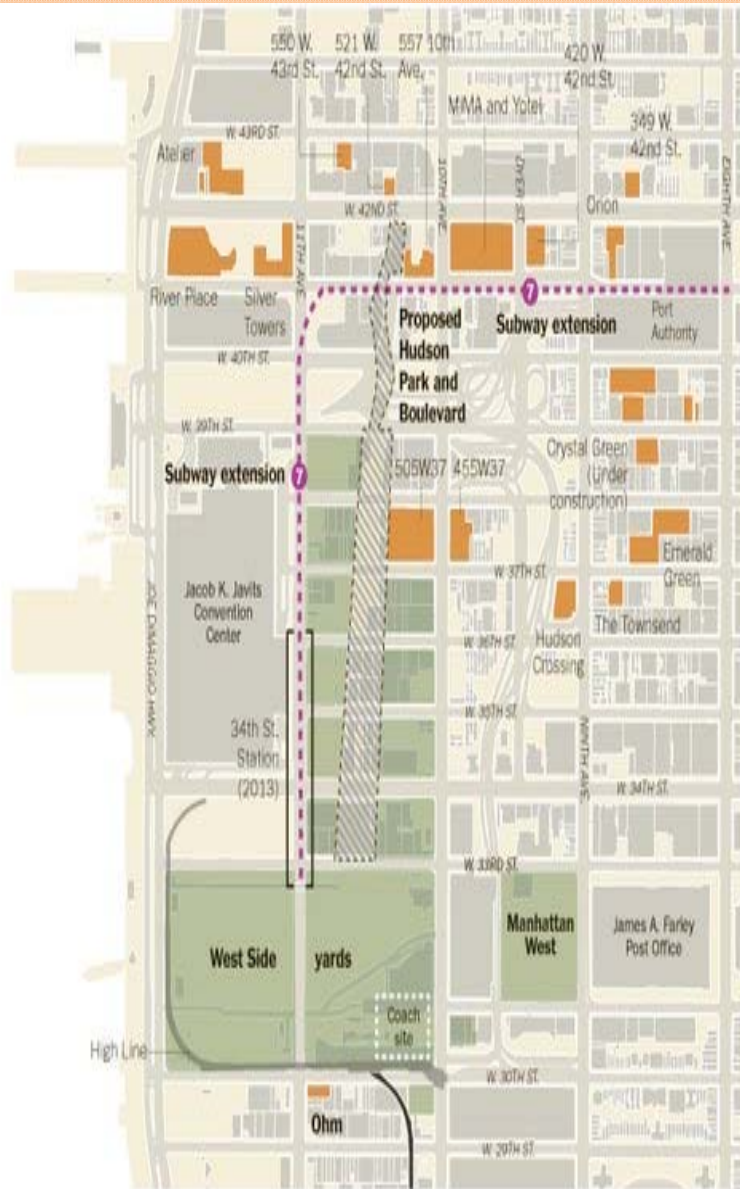 550 W.
43rd St.
521 W.
42nd St.
557 10th
Ave.
420 W.
42nd St.
MiMA and Yotel
349 W.
42nd St.
W. 43RD ST.
Atelier
10TH AVE.
DYER ST.
EIGHTH AVE.
Orion
W. 42ND ST.
11TH AVE.
River Place
Silver
Towers
7
Subway extension
Port
Authority
Proposed
Hudson
Park and
Boulevard
W. 40TH ST.
W. 39TH ST.
Subway extension
7
505W37
455W37
Crystal Green
(Under
construction)
Emerald
Green
W. 37TH ST.
Jacob K. Javits
Convention
Center
JOE DiMAGGIO HWY.
The Townsend
Hudson
Crossing
W. 36TH ST.
W. 35TH ST.
34th St.
Station
(2013)
NINTH AVE.
W. 34TH ST.
W. 33RD ST.
West Side
yards
Manhattan
West
James A. Farley
Post Office
Coach
site
High Line
W. 30TH ST.
Ohm
W. 29TH ST.